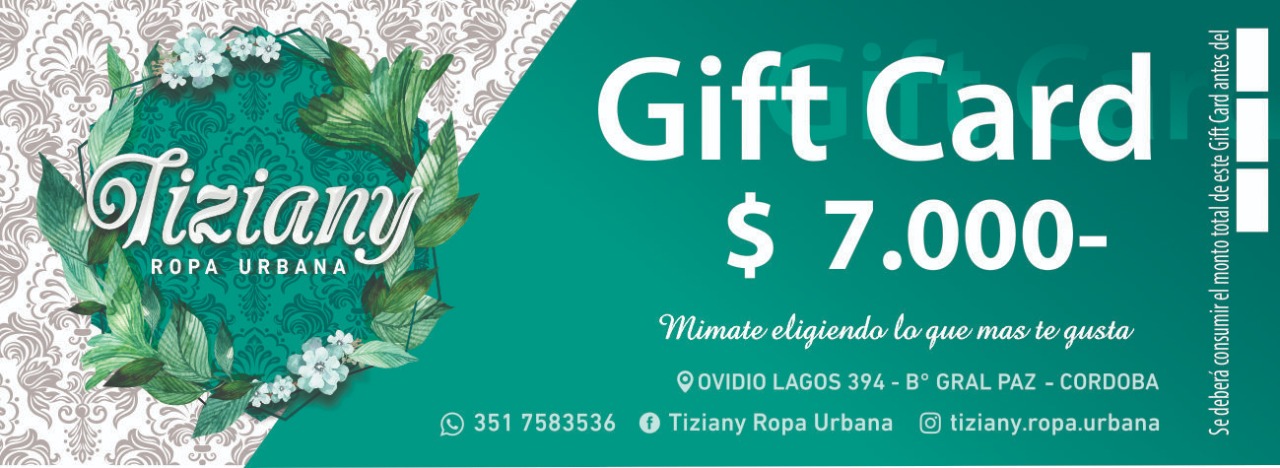 Tiziany
ROPA URBANA
Gift Card
Gift Card
$ 7.000-
Mimate eligiendo lo que mas te gusta
OVIDIO LAGOS 394 - B° GRAL PAZ - CORDOBA
351 7583536 Tiziany Ropa Urbana tiziany.ropa.urbana
Se deberá consumir el monto total de este Gift Card antes del